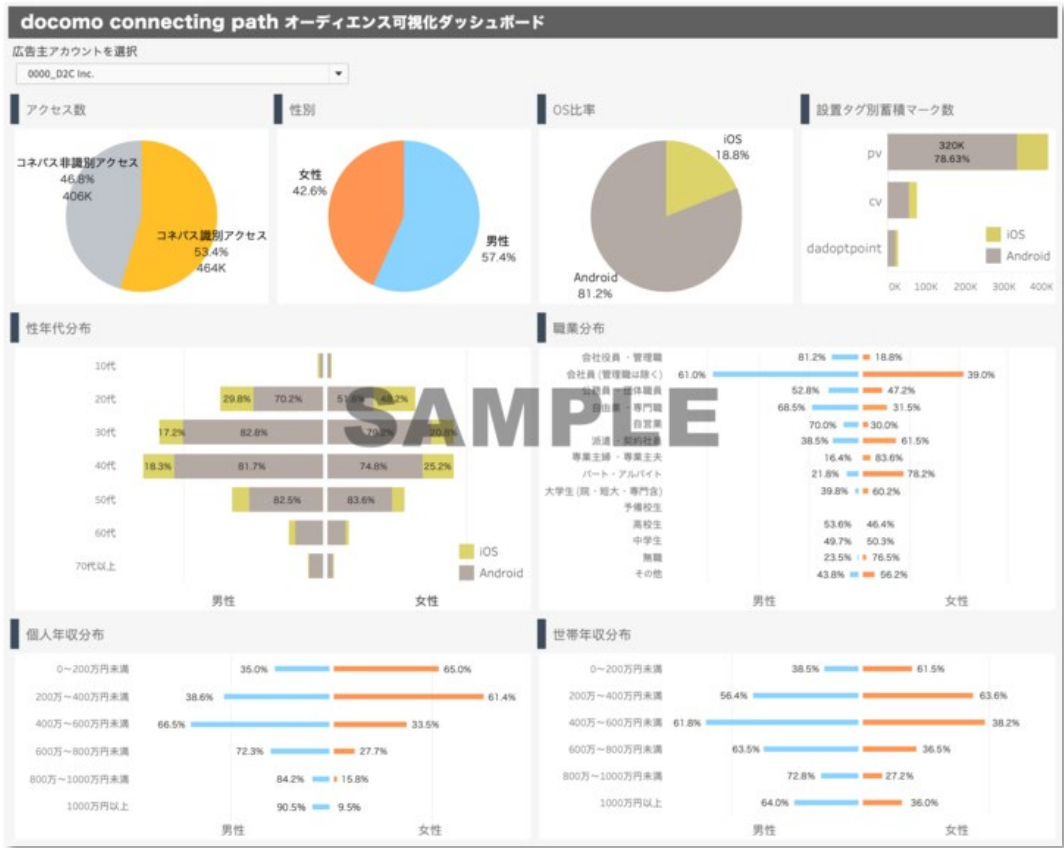 docomo connecting path オーディエンス可視化ダッシュボード
広告主アカウントを選択
0000_D2C Inc.
アクセス数
コネパス非識別アクセス
46.8%
406K
コネパス識別アクセス
53.4%
464K
性別
女性
42.6%
男性
57.4%
OS比率
iOS
18.8%
Android
81.2%
設置タグ別蓄積マーク数
pv
320K
78.63%
cv
dadoptpoint
iOS
Android
0K 100K 200K 300K 400K
性年代分布
10代
20代 29.8% 70.2% 51.8% 48.2%
30代 17.2% 82.8% 79.2% 20.8%
40代 18.3% 81.7% 74.8% 25.2%
50代 82.5% 83.6%
60代
70代以上
iOS
Android
男性 女性
SAMPLE
職業分布
会社役員・管理職 81.2% 18.8%
会社員(管理職は除く) 61.0% 39.0%
公務員・団体職員 52.8% 47.2%
自由業・専門職 68.5% 31.5%
自営業 70.0% 30.0%
派遣・契約社員 38.5% 61.5%
専業主婦・専業主夫 16.4% 83.6%
パート・アルバイト 21.8% 78.2%
大学生(院・短大・専門含) 39.8% 60.2%
予備校生
高校生 53.6% 46.4%
中学生 49.7% 50.3%
無職 23.5% 76.5%
その他 43.8% 56.2%
男性 女性
個人年収分布
0〜200万円未満 35.0% 65.0%
200万〜400万円未満 38.6% 61.4%
400万〜600万円未満 66.5% 33.5%
600万〜800万円未満 72.3% 27.7%
800万〜1000万円未満 84.2% 15.8%
1000万円以上 90.5% 9.5%
男性 女性
世帯年収分布
0〜200万円未満 38.5% 61.5%
200万〜400万円未満 56.4% 63.6%
400万〜600万円未満 61.8% 38.2%
600万〜800万円未満 63.5% 36.5%
800万〜1000万円未満 72.8% 27.2%
1000万円以上 64.0% 36.0%
男性 女性